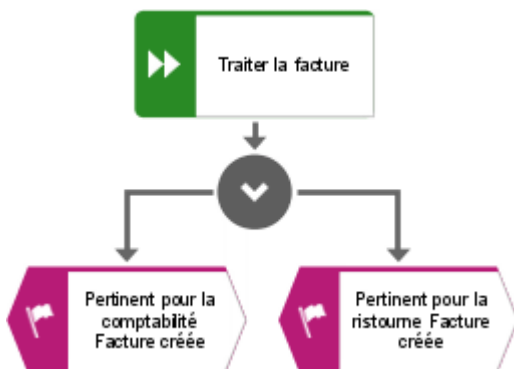 Traiter la facture
Pertinent pour la
comptabilité
Facture créée
Pertinent pour la
ristourne Facture
créée